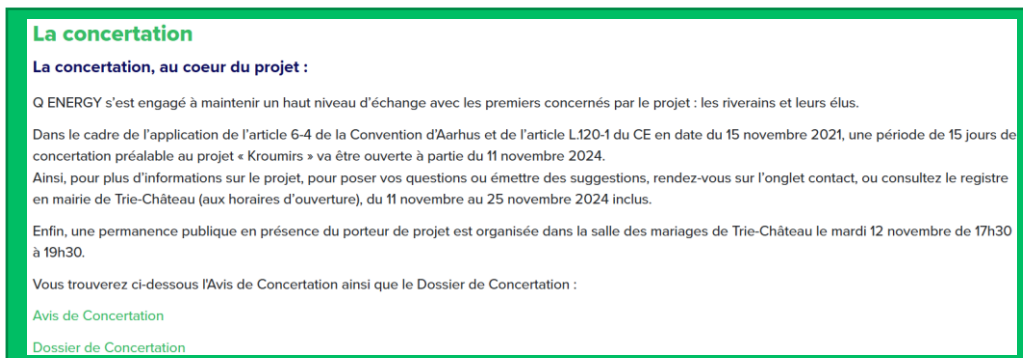 La concertation
La concertation, au coeur du projet :
Q ENERGY s'est engagé à maintenir un haut niveau d'échange avec les premiers concernés par le projet : les riverains et leurs élus.
Dans le cadre de l'application de l'article 6-4 de la Convention d'Aarhus et de l'article L.120-1 du CE en date du 15 novembre 2021, une période de 15 jours de
concertation préalable au projet « Kroumirs » va être ouverte à partie du 11 novembre 2024.
Ainsi, pour plus d'informations sur le projet, pour poser vos questions ou émettre des suggestions, rendez-vous sur l'onglet contact, ou consultez le registre
en mairie de Trie-Château (aux horaires d'ouverture), du 11 novembre au 25 novembre 2024 inclus.
Enfin, une permanence publique en présence du porteur de projet est organisée dans la salle des mariages de Trie-Château le mardi 12 novembre de 17h30
à 19h30.
Vous trouverez ci-dessous l'Avis de Concertation ainsi que le Dossier de Concertation :
Avis de Concertation
Dossier de Concertation